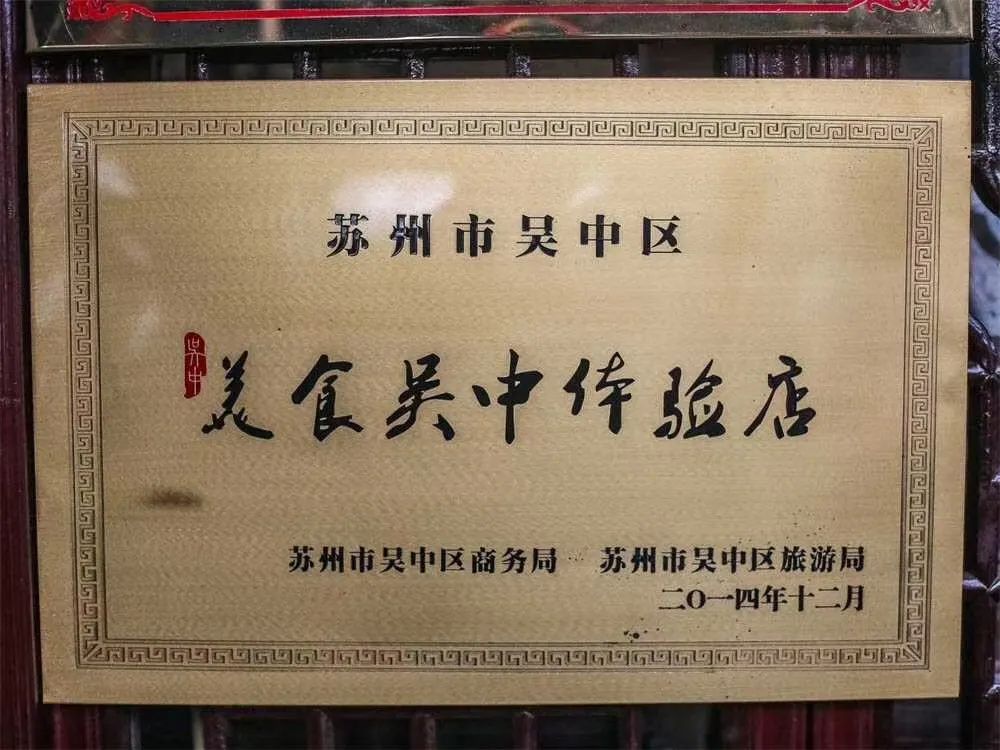 苏州市吴中区
吴中
美食吴中体验店
苏州市吴中区商务局 苏州市吴中区旅游局
二〇一四年十二月